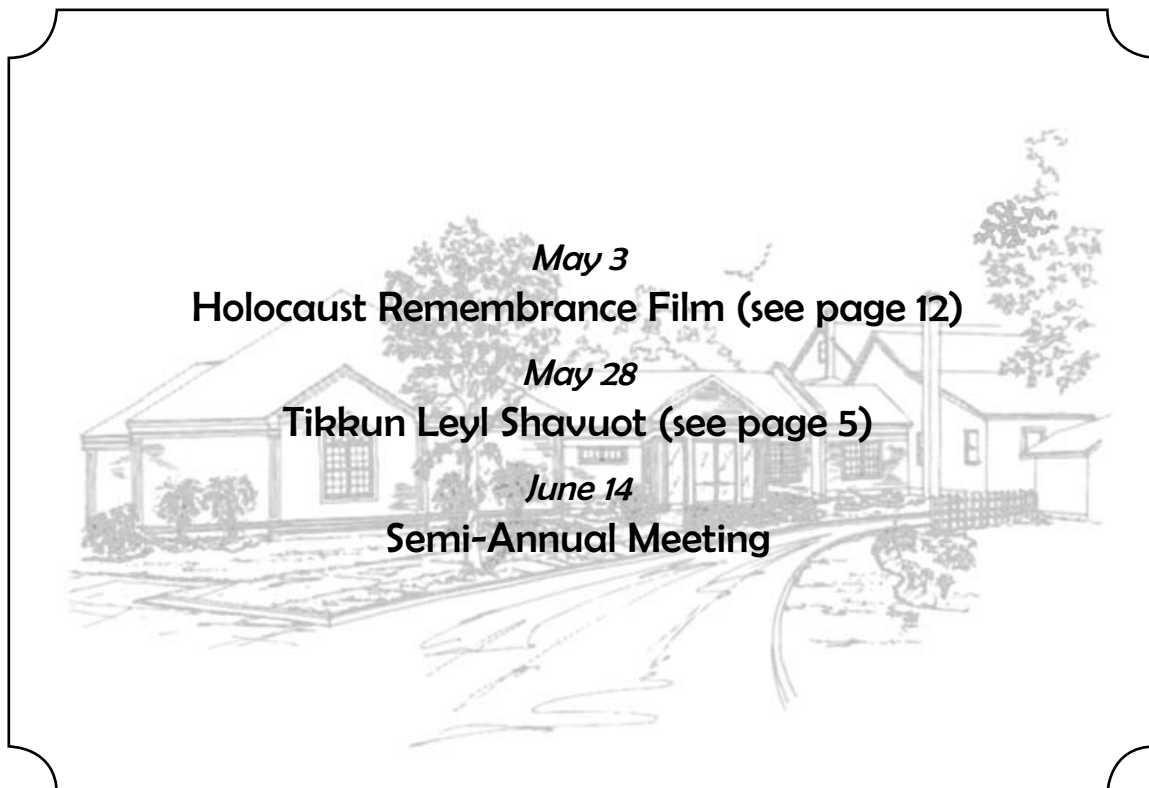 May 3
Holocaust Remembrance Film (see page 12)
May 28
Tikkun Leyl Shavuot (see page 5)
June 14
Semi-Annual Meeting